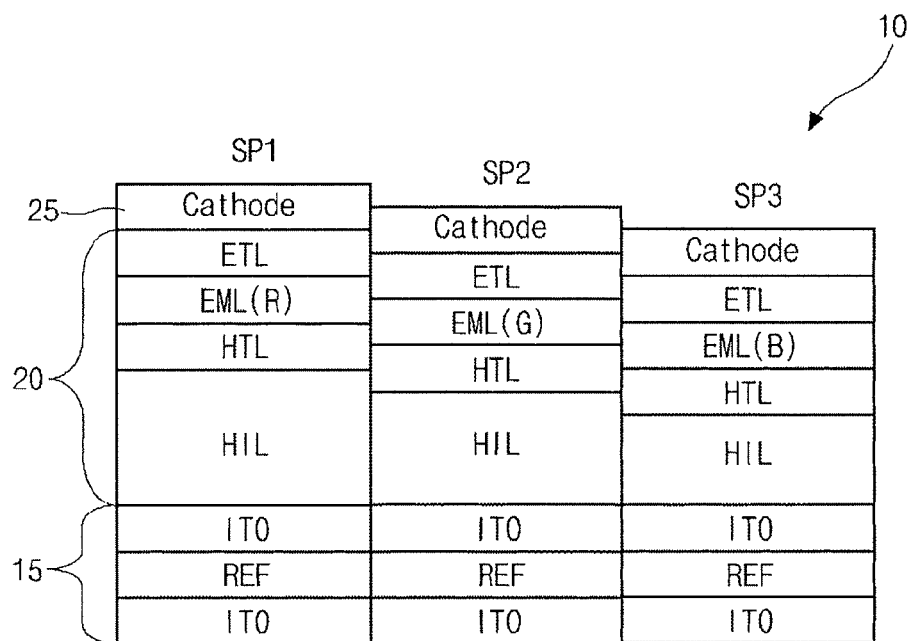 10
SP1
SP2
SP3
25
Cathode
Cathode
Cathode
ETL
ETL
ETL
EML(R)
EML(G)
EML(B)
HTL
HTL
HTL
20
HIL
HIL
HIL
15
ITO
ITO
ITO
REF
REF
REF
ITO
ITO
ITO